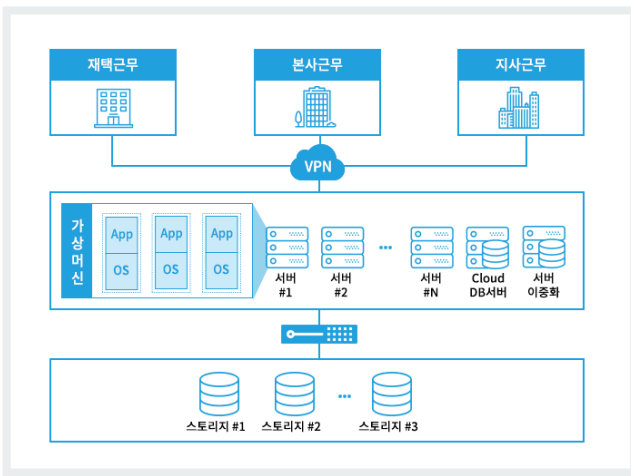 재택근무
본사근무
지사근무
VPN
가상머신
App
App
App
OS
OS
OS
서버
#1
서버
#2
...
서버
#N
Cloud
DB서버
서버
이중화
스토리지 #1
스토리지 #2
...
스토리지 #3